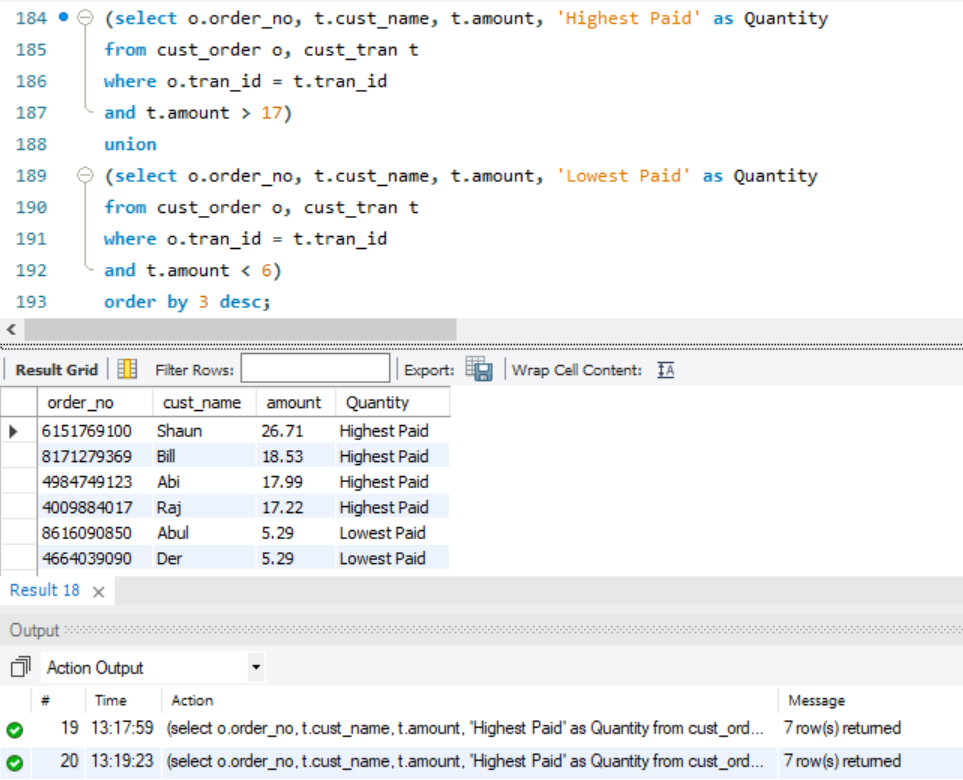 184 (select o.order_no, t.cust_name, t.amount, 'Highest Paid' as Quantity
185 from cust_order o, cust_tran t
186 where o.tran_id = t.tran_id
187 and t.amount > 17)
188 union
189 (select o.order_no, t.cust_name, t.amount, 'Lowest Paid' as Quantity
190 from cust_order o, cust_tran t
191 where o.tran_id = t.tran_id
192 and t.amount < 6)
193 order by 3 desc;
Result Grid Filter Rows: Export: Wrap Cell Content: IA
order_no cust_name amount Quantity
6151769100 Shaun 26.71 Highest Paid
8171279369 Bill 18.53 Highest Paid
4984749123 Abi 17.99 Highest Paid
4009884017 Raj 17.22 Highest Paid
8616090850 Abul 5.29 Lowest Paid
4664039090 Der 5.29 Lowest Paid
Result 18
Output
Action Output
# Time Action Message
19 13:17:59 (select o.order_no, t.cust_name, t.amount, 'Highest Paid' as Quantity from cust_ord... 7 row(s) returned
20 13:19:23 (select o.order_no, t.cust_name, t.amount, 'Highest Paid' as Quantity from cust_ord... 7 row(s) returned